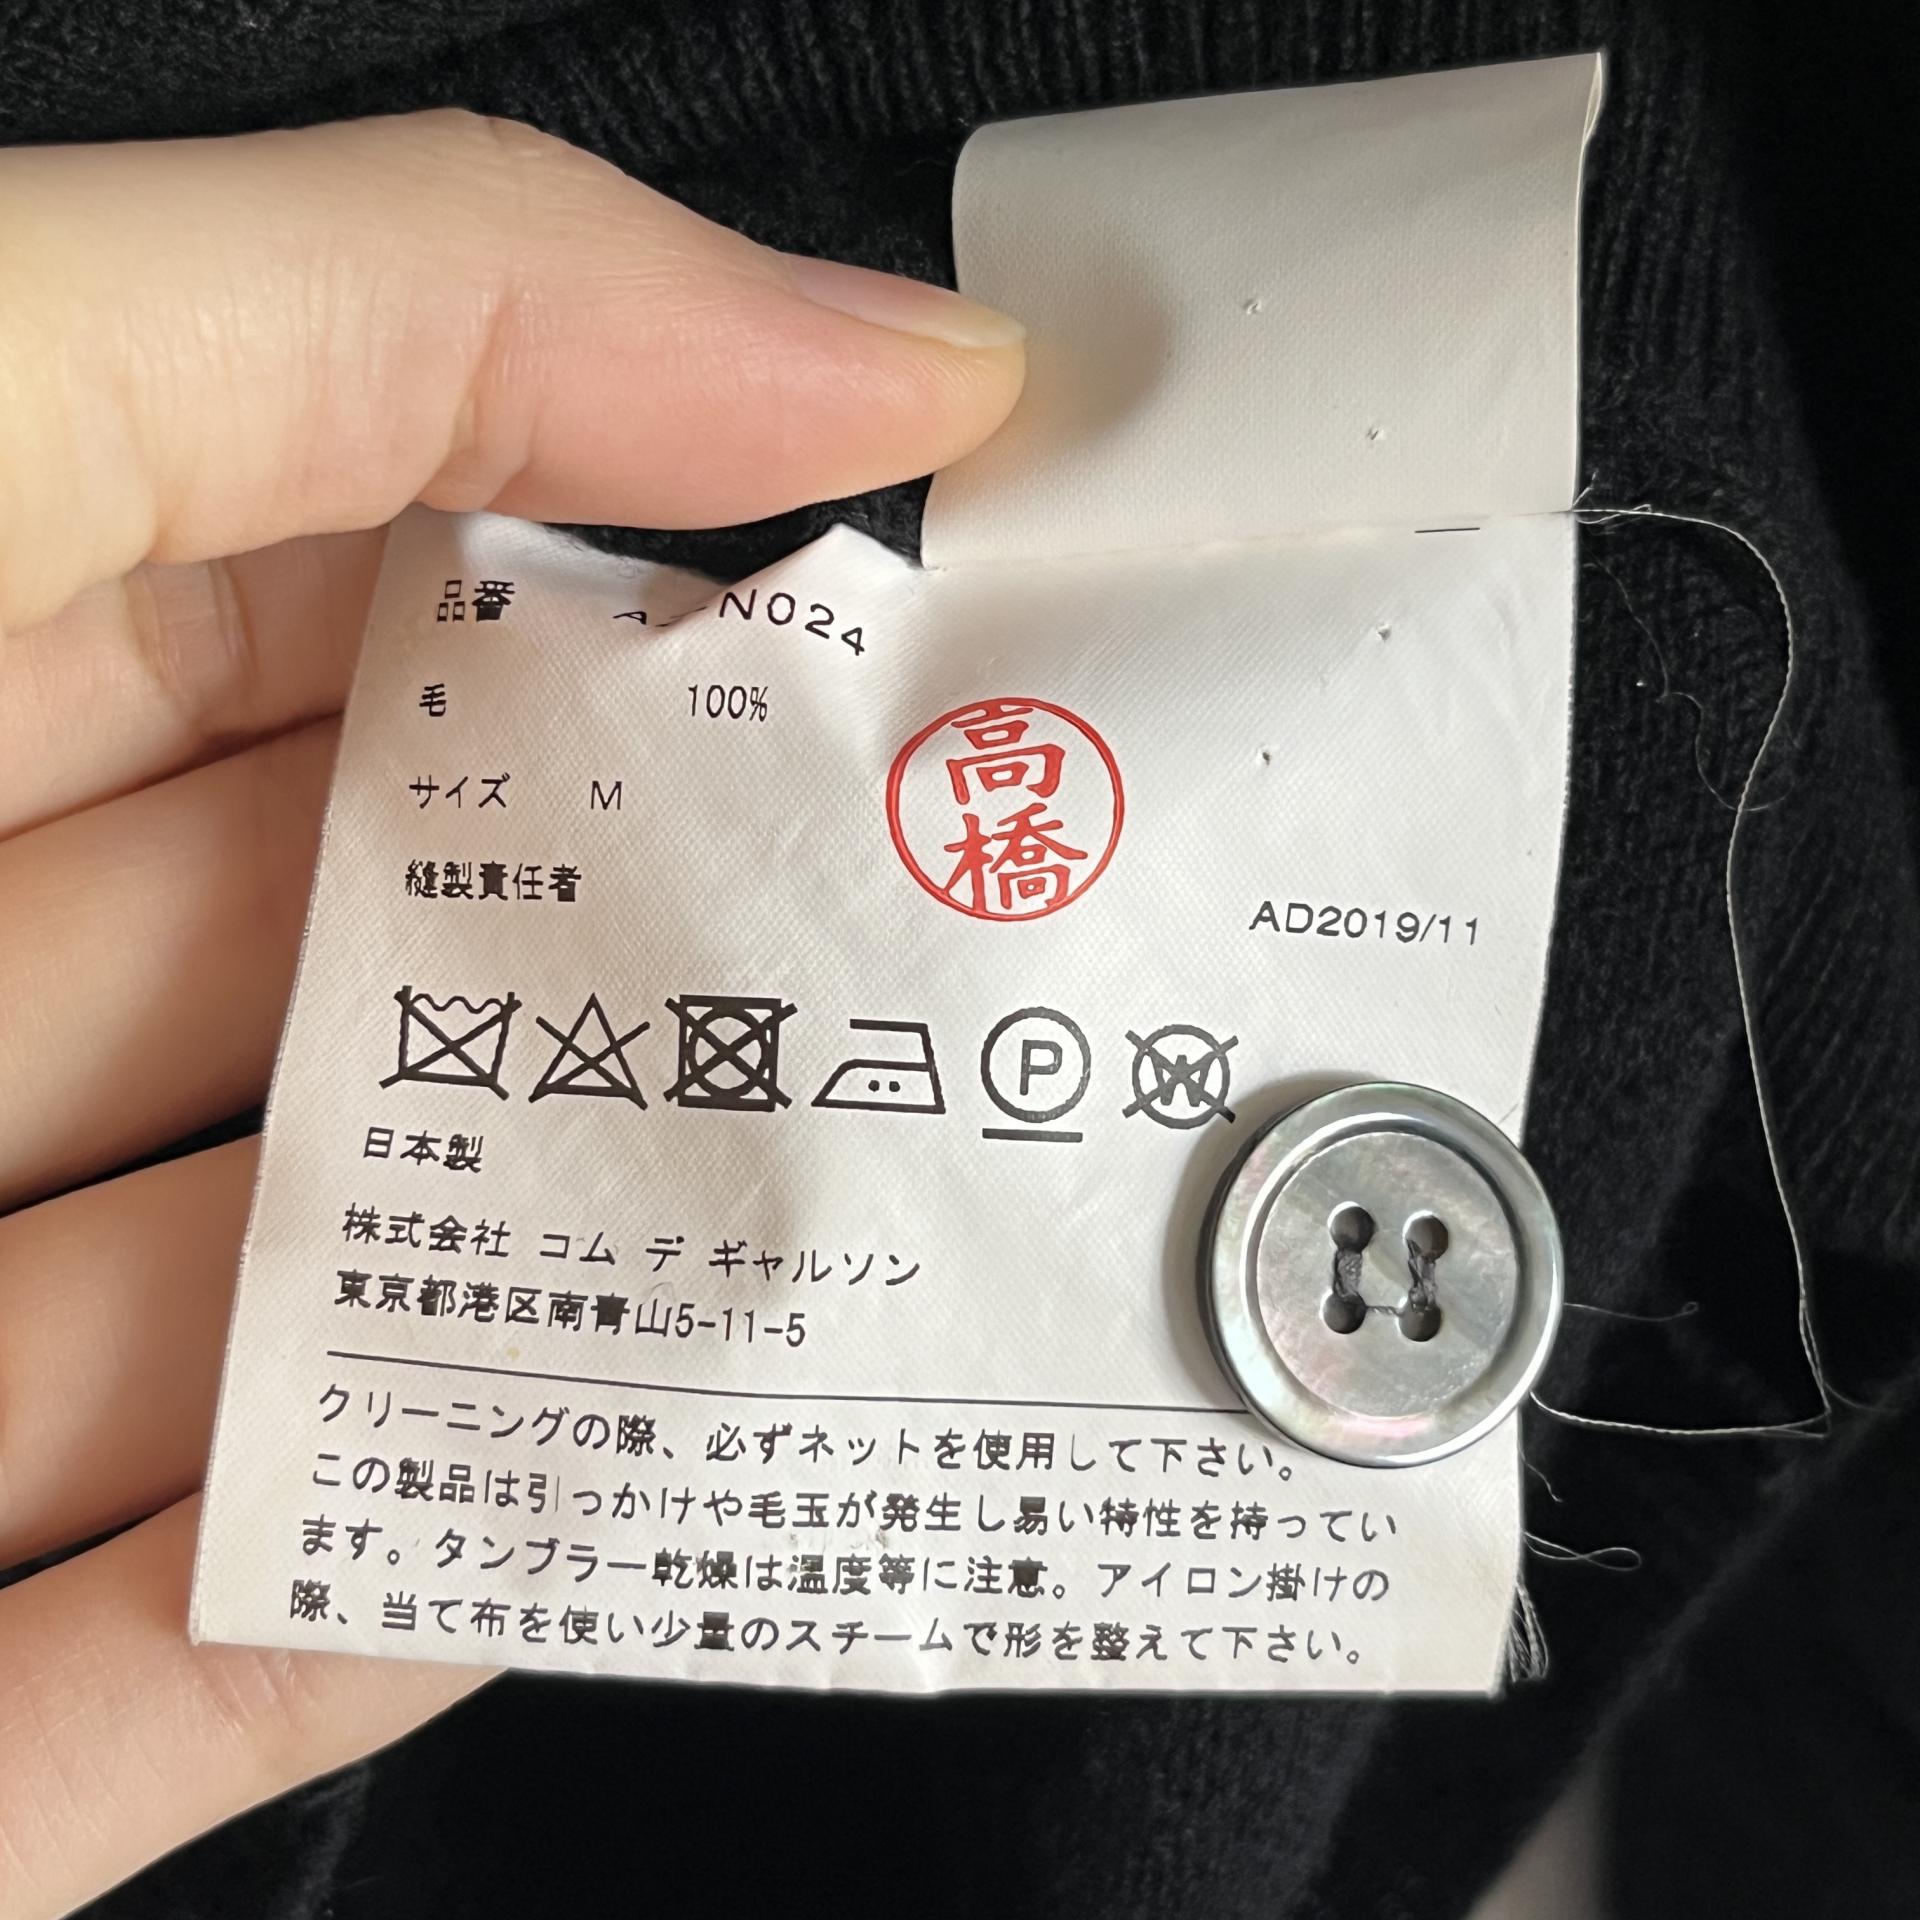 品番 N024
毛 100%
サイズ M
高橋
縫製責任者
AD2019/11
P
W
日本製
株式会社 コム デ ギャルソン
東京都港区南青山5-11-5
クリーニングの際、必ずネットを使用して下さい。
この製品は引っかけや毛玉が発生し易い特性を持ってい
ます。タンブラー乾燥は温度等に注意。アイロン掛けの
際、当て布を使い少量のスチームで形を整えて下さい。